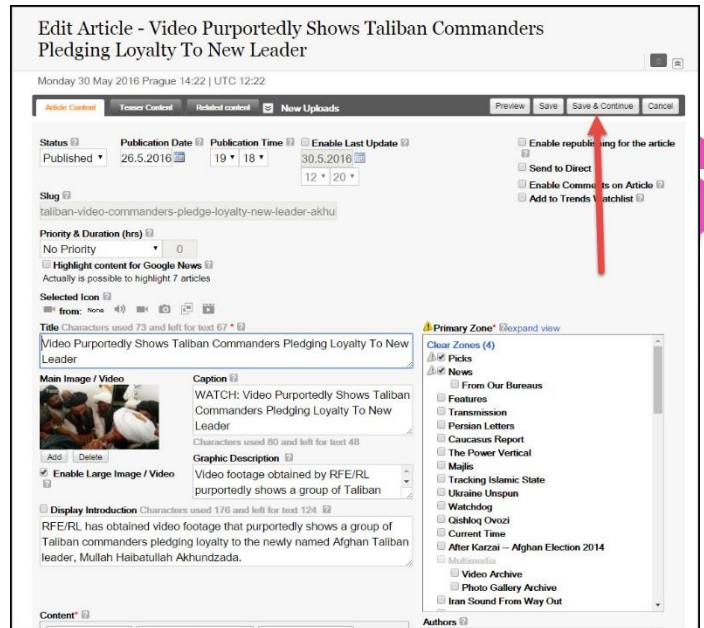 Edit Article - Video Purportedly Shows Taliban Commanders
Pledging Loyalty To New Leader
Monday 30 May 2016 Prague 14:22 | UTC 12:22
Article Content Teaser Content Related content New Uploads Preview Save Save & Continue Cancel
Status Publication Date Publication Time Enable Last Update
Published 26.5.2016 19 18 30.5.2016
12 20
Enable republishing for the article
Send to Direct
Enable Comments on Article
Add to Trends Watchlist
Slug
taliban-video-commanders-pledge-loyalty-new-leader-akhu
Priority & Duration (hrs)
No Priority 0
Highlight content for Google News
Actually is possible to highlight 7 articles
Selected Icon
from: None
Title Characters used 73 and left for text 67 *
Video Purportedly Shows Taliban Commanders Pledging Loyalty To New
Leader
Main Image / Video
Add Delete
Enable Large Image / Video
Caption
WATCH: Video Purportedly Shows Taliban
Commanders Pledging Loyalty To New
Leader
Characters used 80 and left for text 48
Graphic Description
Video footage obtained by RFE/RL
purportedly shows a group of Taliban
Display Introduction Characters used 176 and left for text 124
RFE/RL has obtained video footage that purportedly shows a group of
Taliban commanders pledging loyalty to the newly named Afghan Taliban
leader, Mullah Haibatullah Akhundzada.
Content*
Primary Zone* expand view
Clear Zones (4)
Picks
News
From Our Bureaus
Features
Transmission
Persian Letters
Caucasus Report
The Power Vertical
Majlis
Tracking Islamic State
Ukraine Unspun
Watchdog
Qishloq Ovozi
Current Time
After Karzai -- Afghan Election 2014
Multimedia
Video Archive
Photo Gallery Archive
Iran Sound From Way Out
Authors